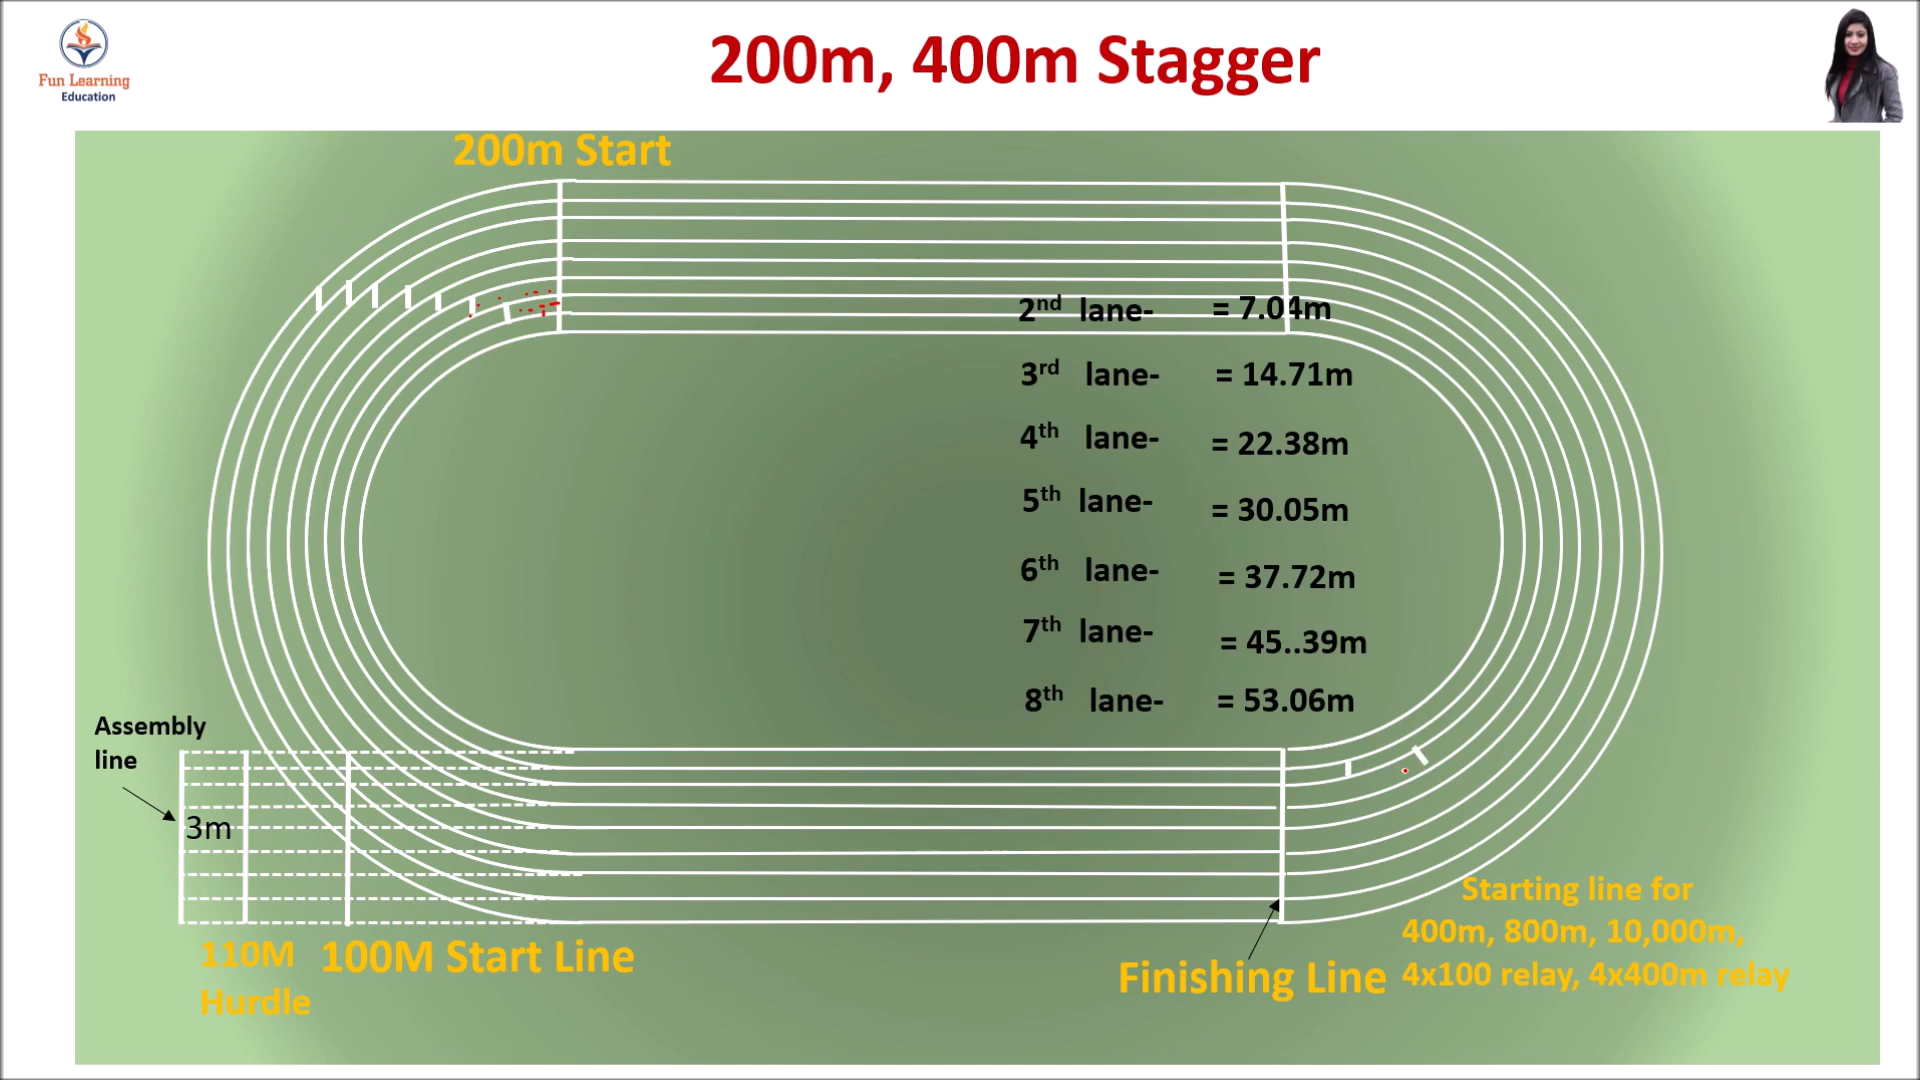 Fun Learning
Education
200m, 400m Stagger
200m Start
2nd lane- = 7.04m
3rd lane- = 14.71m
4th lane- = 22.38m
5th lane- = 30.05m
6th lane- = 37.72m
7th lane- = 45..39m
8th lane- = 53.06m
Assembly
line
3m
110M
Hurdle
100M Start Line
Finishing Line
Starting line for
400m, 800m, 10,000m,
4x100 relay, 4x400m relay